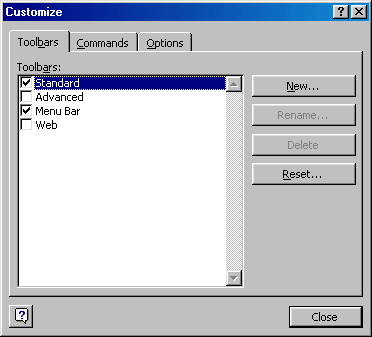 Customize
Toolbars Commands Options
Toolbars:
Standard
Advanced
Menu Bar
Web
New...
Rename...
Delete
Reset...
Close